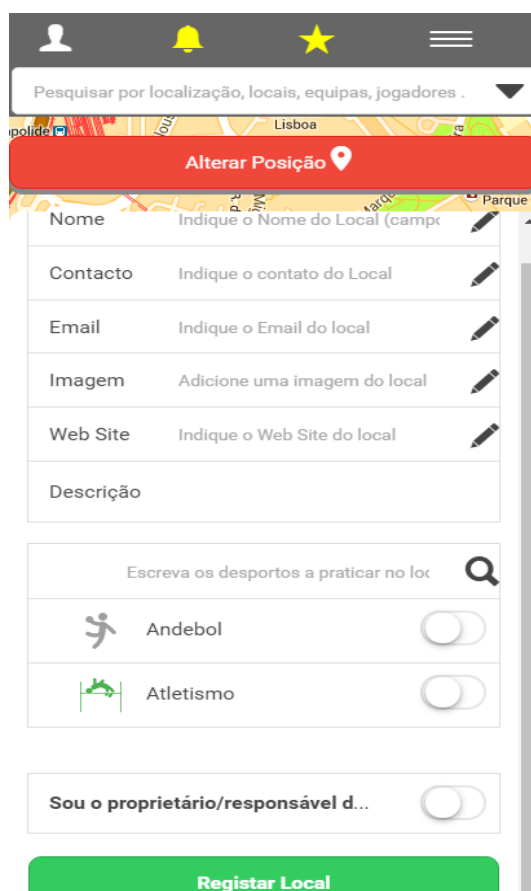 Pesquisar por localização, locais, equipas, jogadores .
Lisboa
Alterar Posição
Parque
Nome Indique o Nome do Local (campo
Contacto Indique o contato do Local
Email Indique o Email do local
Imagem Adicione uma imagem do local
Web Site Indique o Web Site do local
Descrição
Escreva os desportos a praticar no loc
Andebol
Atletismo
Sou o proprietário/responsável d...
Registar Local